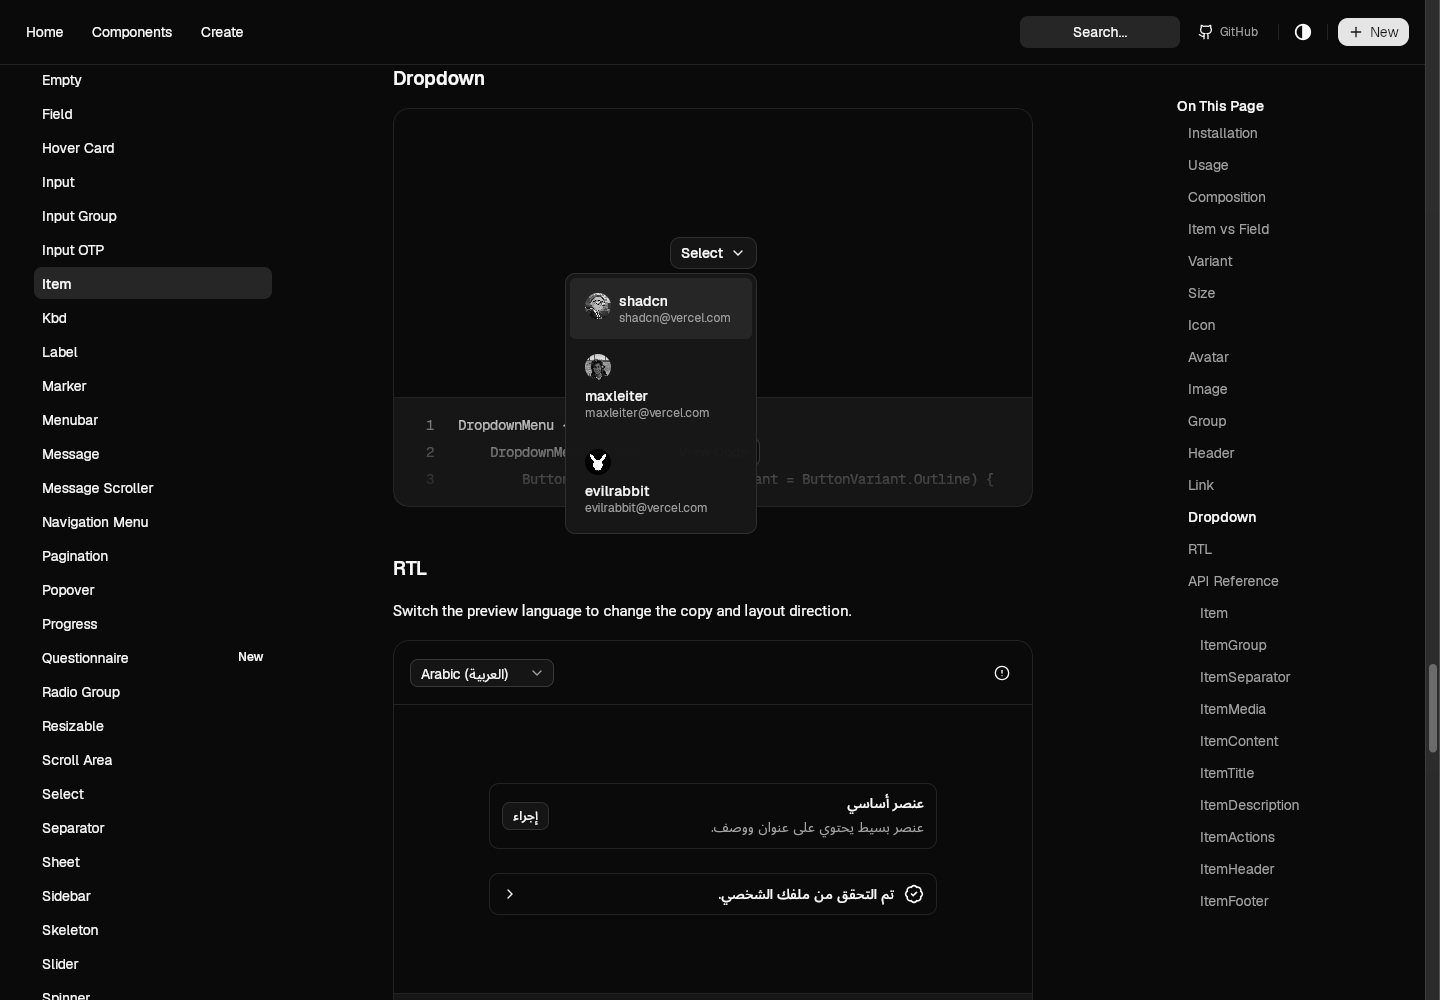 Home
Components
Create
Search...
GitHub
New
Empty
Field
Hover Card
Input
Input Group
Input OTP
Item
Kbd
Label
Marker
Menubar
Message
Message Scroller
Navigation Menu
Pagination
Popover
Progress
Questionnaire New
Radio Group
Resizable
Scroll Area
Select
Separator
Sheet
Sidebar
Skeleton
Slider
Spinner
Dropdown
Select
shadcn
shadcn@vercel.com
maxleiter
maxleiter@vercel.com
evilrabbit
evilrabbit@vercel.com
1 DropdownMenu
2 DropdownMe
3 Button ant = ButtonVariant.Outline) {
RTL
Switch the preview language to change the copy and layout direction.
Arabic (العربية)
عنصر أساسي
عنصر بسيط يحتوي على عنوان ووصف.
إجراء
تم التحقق من ملفك الشخصي.
On This Page
Installation
Usage
Composition
Item vs Field
Variant
Size
Icon
Avatar
Image
Group
Header
Link
Dropdown
RTL
API Reference
Item
ItemGroup
ItemSeparator
ItemMedia
ItemContent
ItemTitle
ItemDescription
ItemActions
ItemHeader
ItemFooter